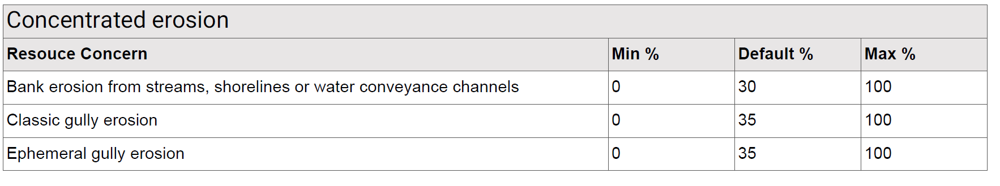 Concentrated erosion
Resouce Concern Min % Default % Max %
Bank erosion from streams, shorelines or water conveyance channels 0 30 100
Classic gully erosion 0 35 100
Ephemeral gully erosion 0 35 100